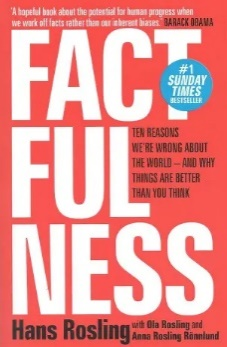 'A hopeful book about the potential for human progress when
we work off facts rather than our inherent biases.' BARACK OBAMA
FACT
#1
SUNDAY
TIMES
BESTSELLER
TEN REASONS
WE'RE WRONG ABOUT
THE WORLD – AND WHY
THINGS ARE BETTER
THAN YOU THINK
FUL
NESS
Hans Rosling with Ola Rosling and
Anna Rosling Rönnlund